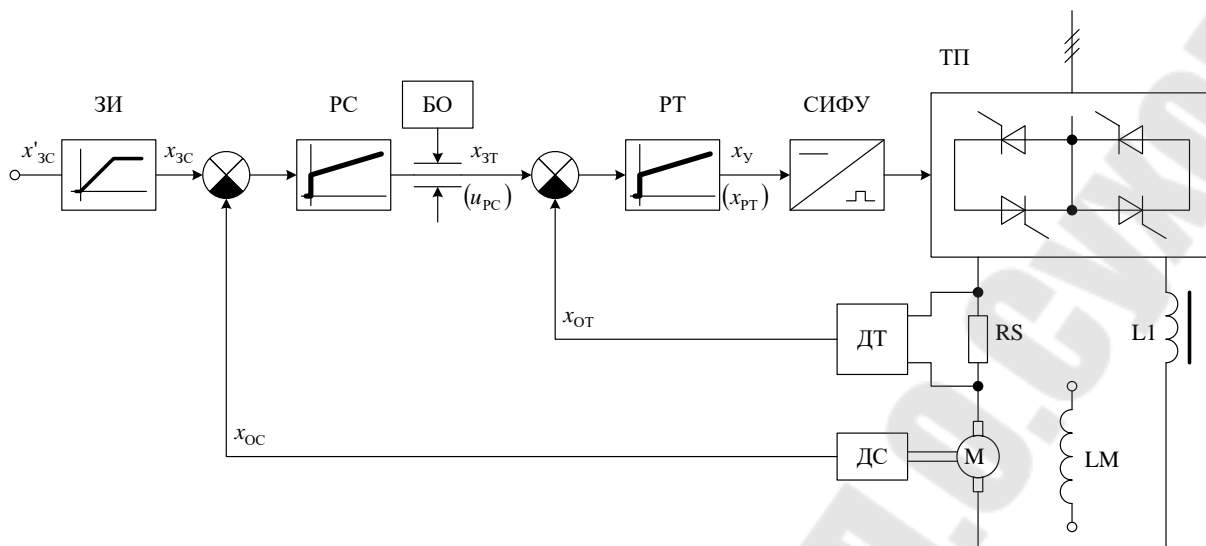 ТП
ЗИ
РС
БО
РТ
СИФУ
x'ЗС
xЗС
xЗТ
(uРС)
xУ
(xРТ)
xОТ
ДТ
RS
L1
xОС
ДС
М
LM